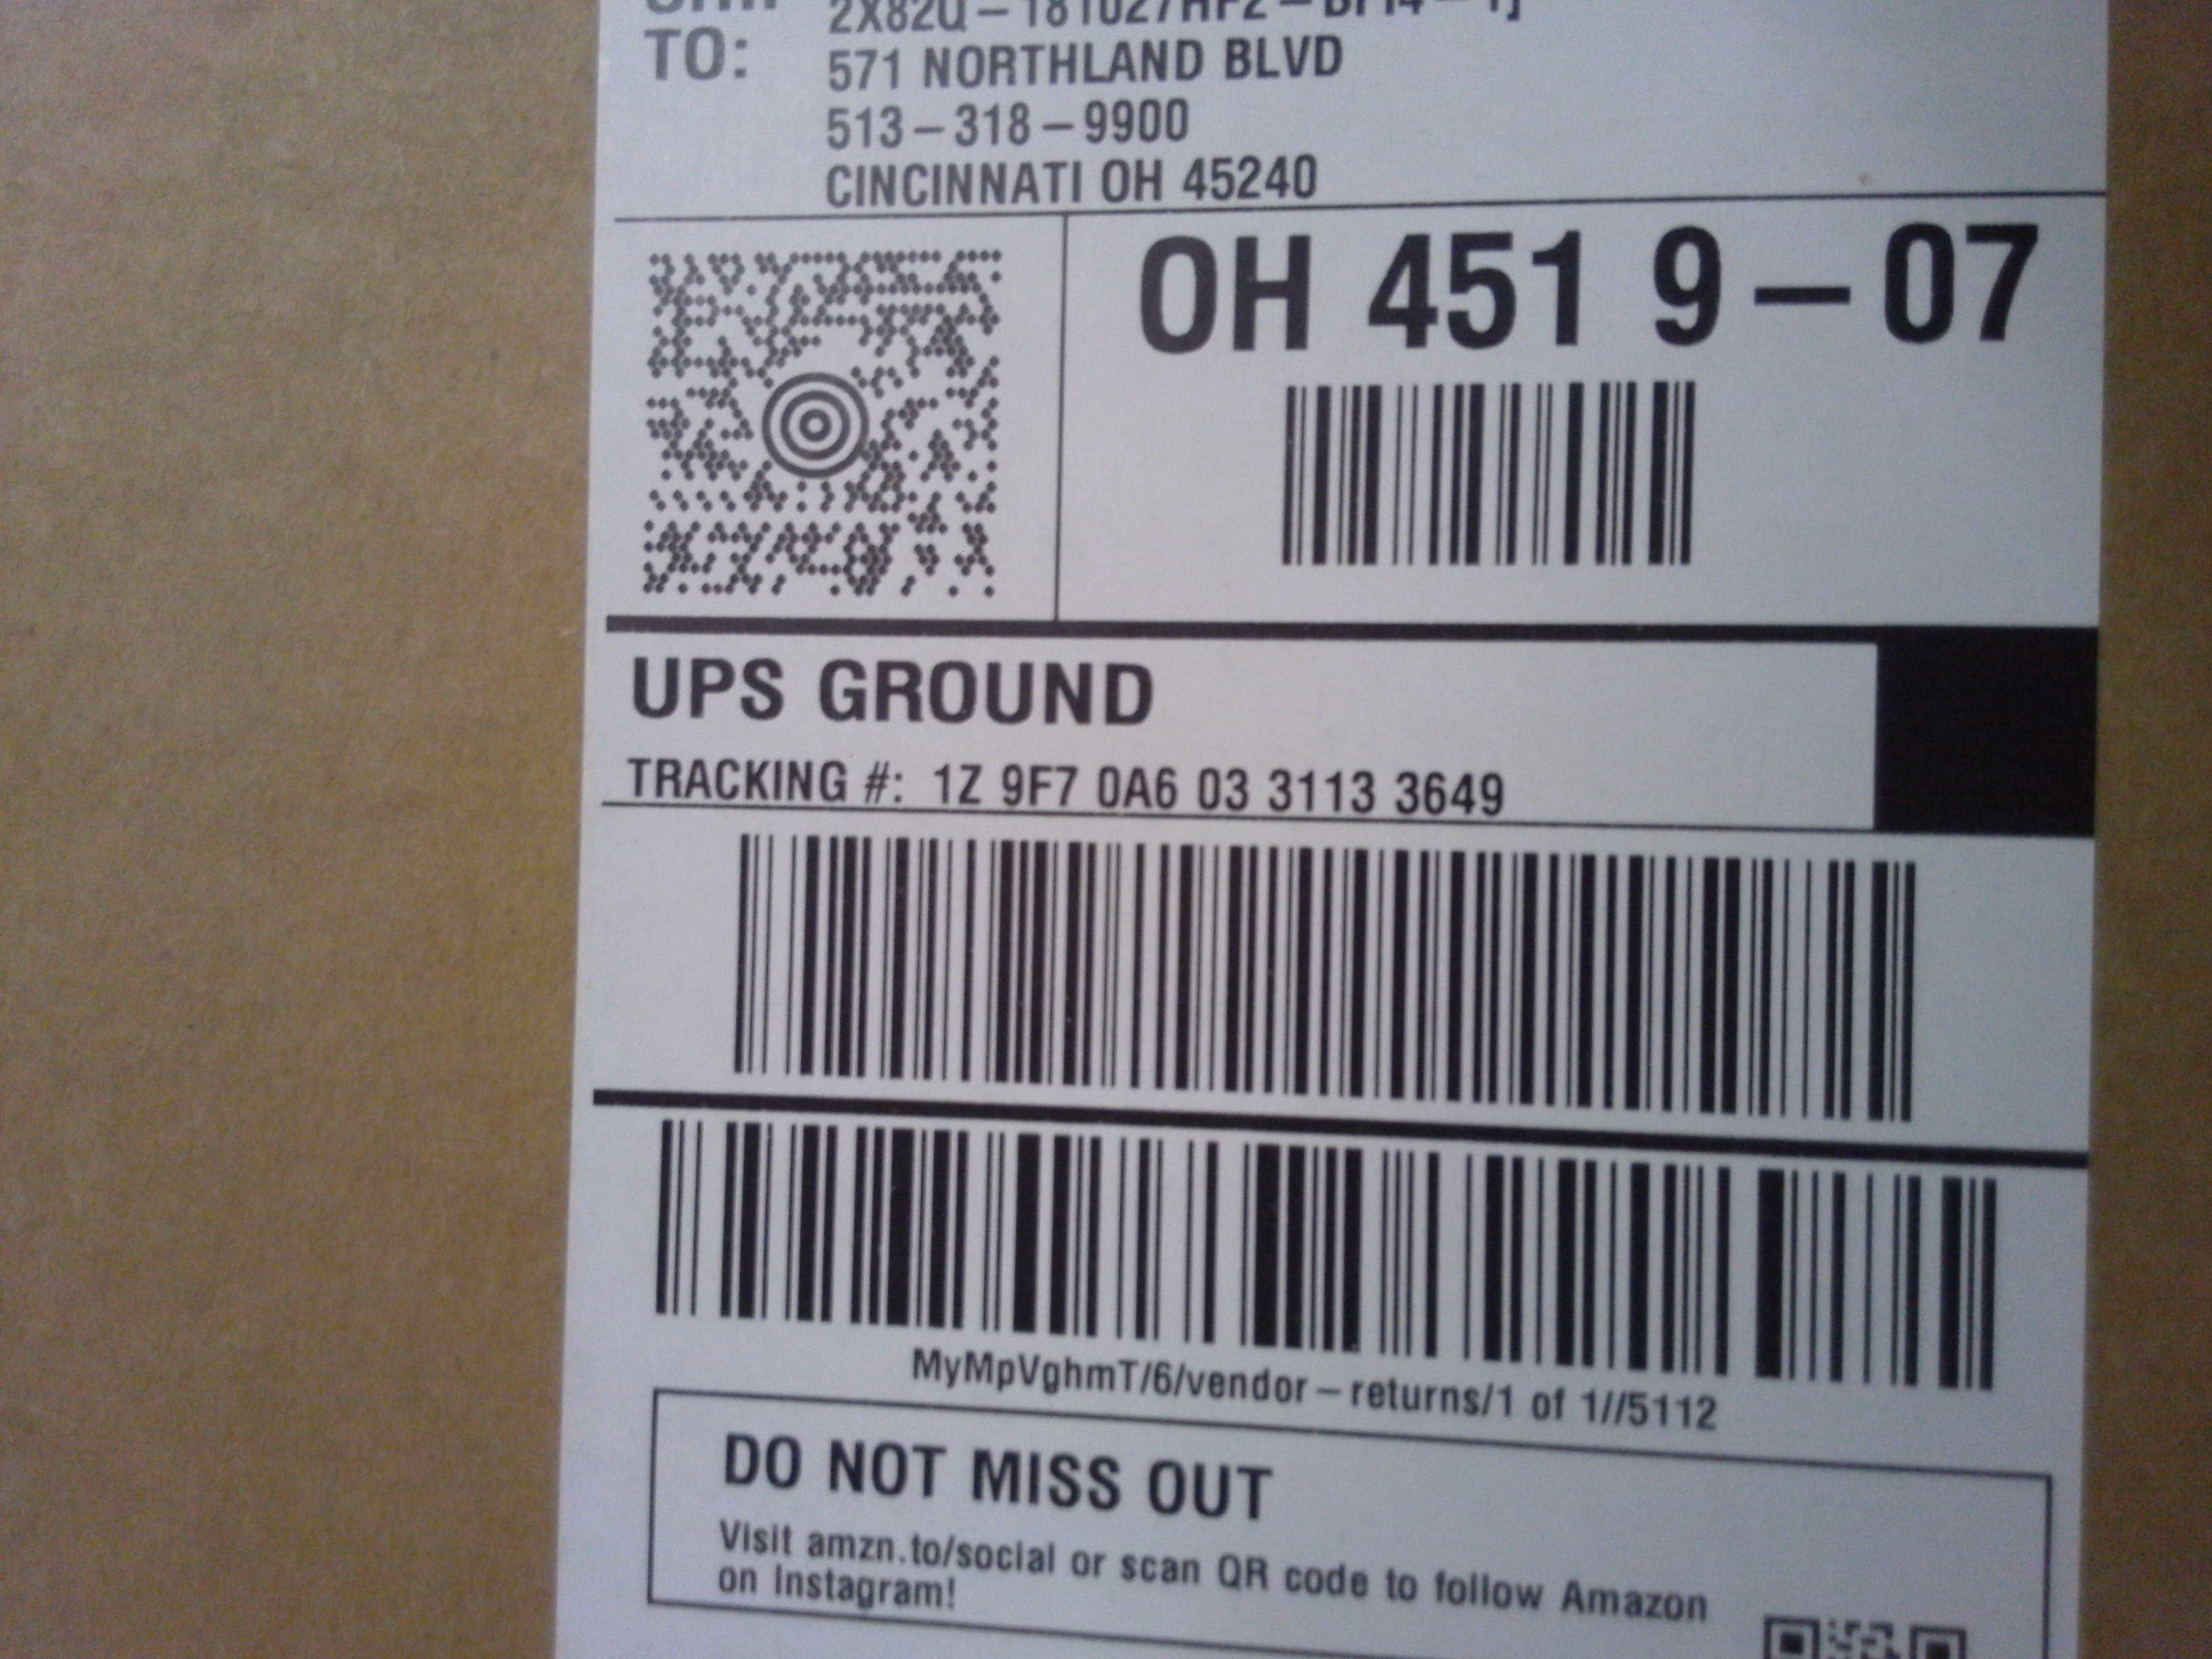 TO:
571 NORTHLAND BLVD
513-318-9900
CINCINNATI OH 45240
OH 451 9-07
UPS GROUND
TRACKING #: 1Z 9F7 0A6 03 3113 3649
MyMpVghmT/6/vendor-returns/1 of 1//5112
DO NOT MISS OUT
Visit amzn.to/social or scan QR code to follow Amazon
on Instagram!